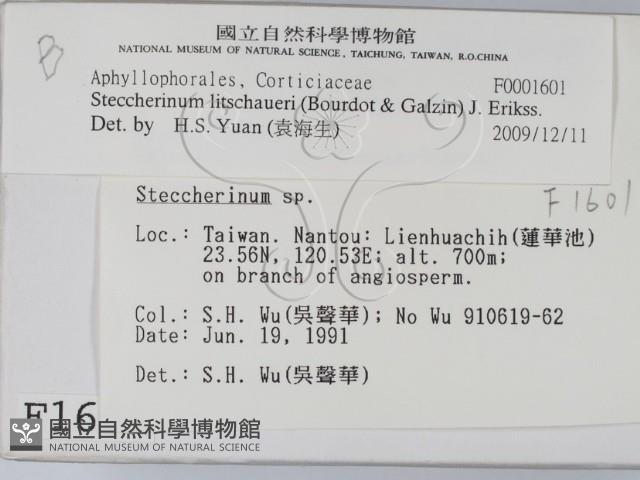 B
國立自然科學博物館
NATIONAL MUSEUM OF NATURAL SCIENCE, TAICHUNG, TAIWAN, R.O.CHINA
Aphyllophorales, Corticiaceae F0001601
Steccherinum litschaueri (Bourdot & Galzin) J. Erikss.
Det. by H.S. Yuan (袁海生) 2009/12/11
Steccherinum sp.
F1601
Loc.: Taiwan. Nantou: Lienhuachih(蓮華池)
23.56N, 120.53E; alt. 700m;
on branch of angiosperm.
Col.: S.H. Wu(吳聲華); No Wu 910619-62
Date: Jun. 19, 1991
Det.: S.H. Wu(吳聲華)
F16
國立自然科學博物館
NATIONAL MUSEUM OF NATURAL SCIENCE